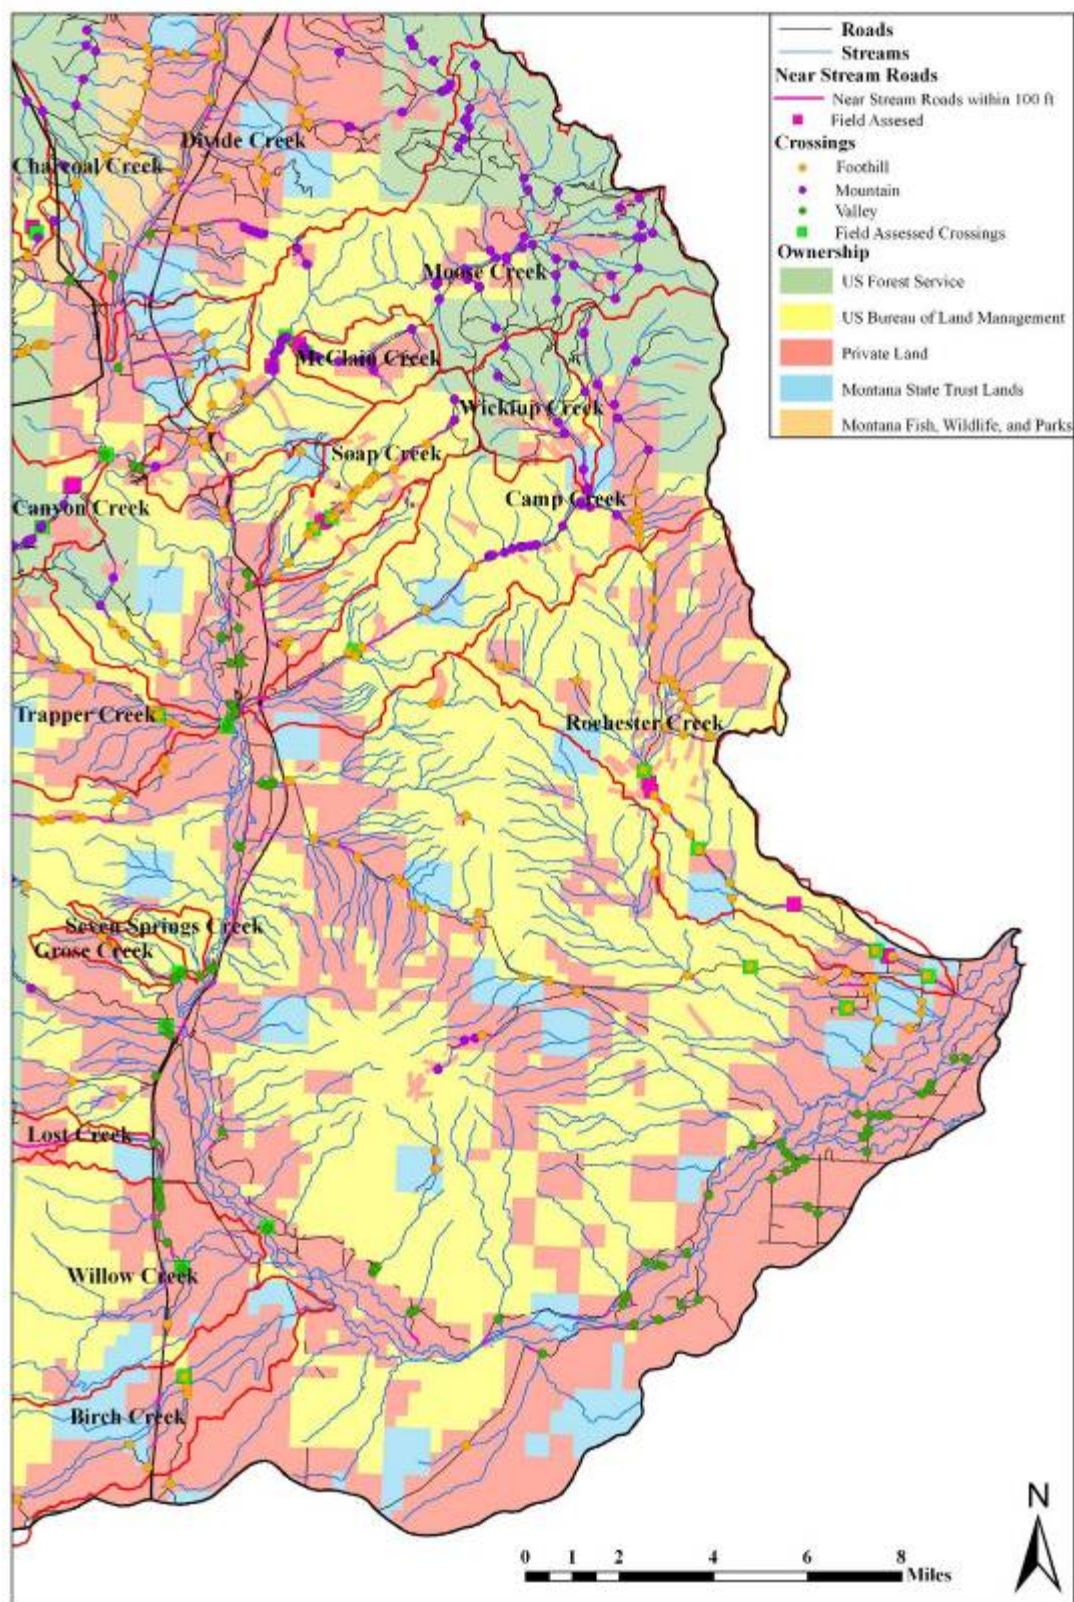 Roads
Streams
Near Stream Roads
Near Stream Roads within 100 ft
Field Assesed
Crossings
Foothill
Mountain
Valley
Field Assessed Crossings
Ownership
US Forest Service
US Bureau of Land Management
Private Land
Montana State Trust Lands
Montana Fish, Wildlife, and Parks
Divide Creek
Charcoal Creek
Moose Creek
McClain Creek
Wickiup Creek
Soap Creek
Camp Creek
Canyon Creek
Trapper Creek
Rochester Creek
Seven Springs Creek
Grose Creek
Lost Creek
Willow Creek
Birch Creek
N
0 1 2 4 6 8
Miles